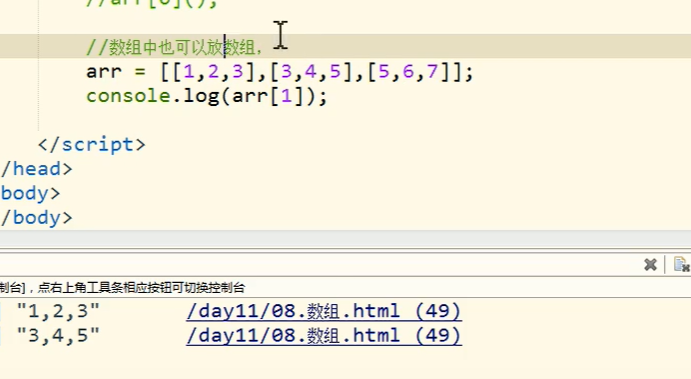 //arr[0]();
//数组中也可以放数组，
arr = [[1,2,3],[3,4,5],[5,6,7]];
console.log(arr[1]);
</script>
/head>
body>
/body>
制台]，点右上角工具条相应按钮可切换控制台
"1,2,3" /day11/08.数组.html (49)
"3,4,5" /day11/08.数组.html (49)